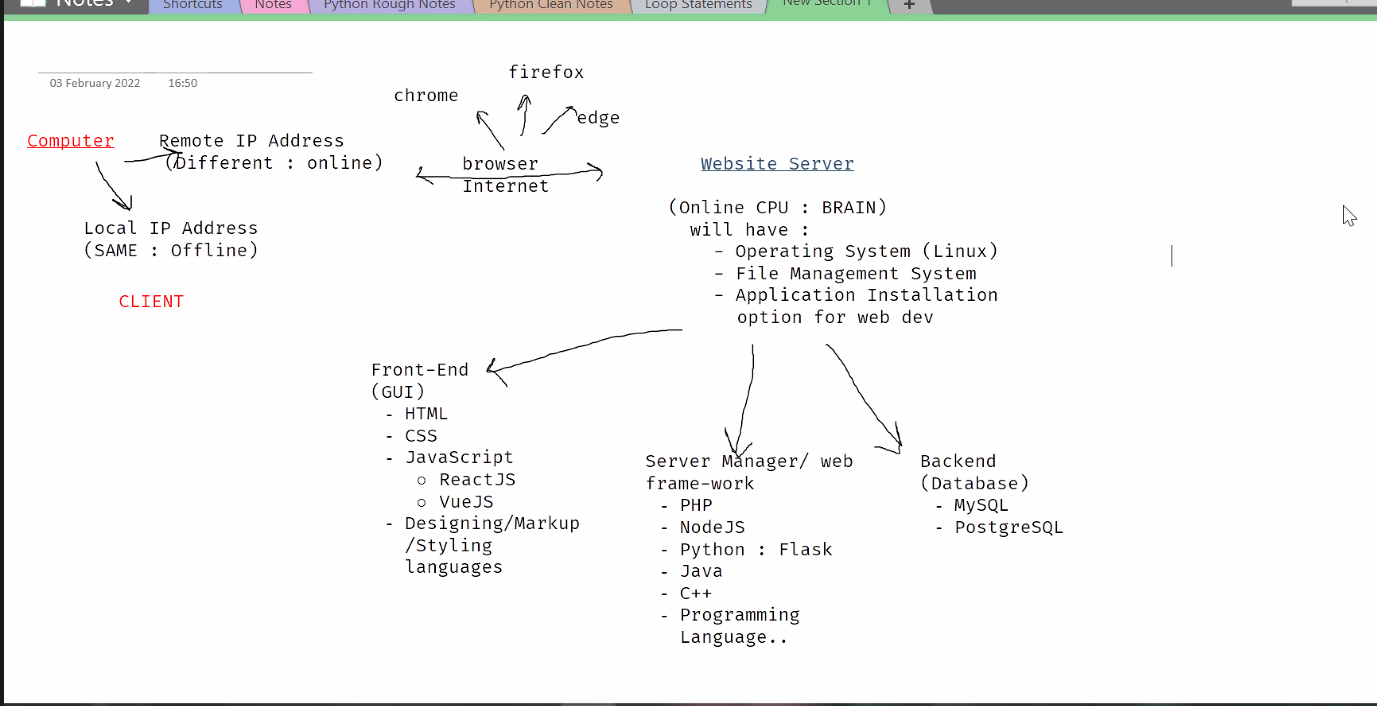 Notes
Shortcuts
Notes
Python Rough Notes
Python Clean Notes
Loop Statements
New Section 1
+
03 February 2022 16:50
firefox
chrome
edge
Computer
Remote IP Address
(Different : online)
browser
Internet
Local IP Address
(SAME : Offline)
CLIENT
Website Server
(Online CPU : BRAIN)
will have :
- Operating System (Linux)
- File Management System
- Application Installation
option for web dev
Front-End
(GUI)
- HTML
- CSS
- JavaScript
○ ReactJS
○ VueJS
- Designing/Markup
/Styling
languages
Server Manager/ web
frame-work
- PHP
- NodeJS
- Python : Flask
- Java
- C++
- Programming
Language..
Backend
(Database)
- MySQL
- PostgreSQL